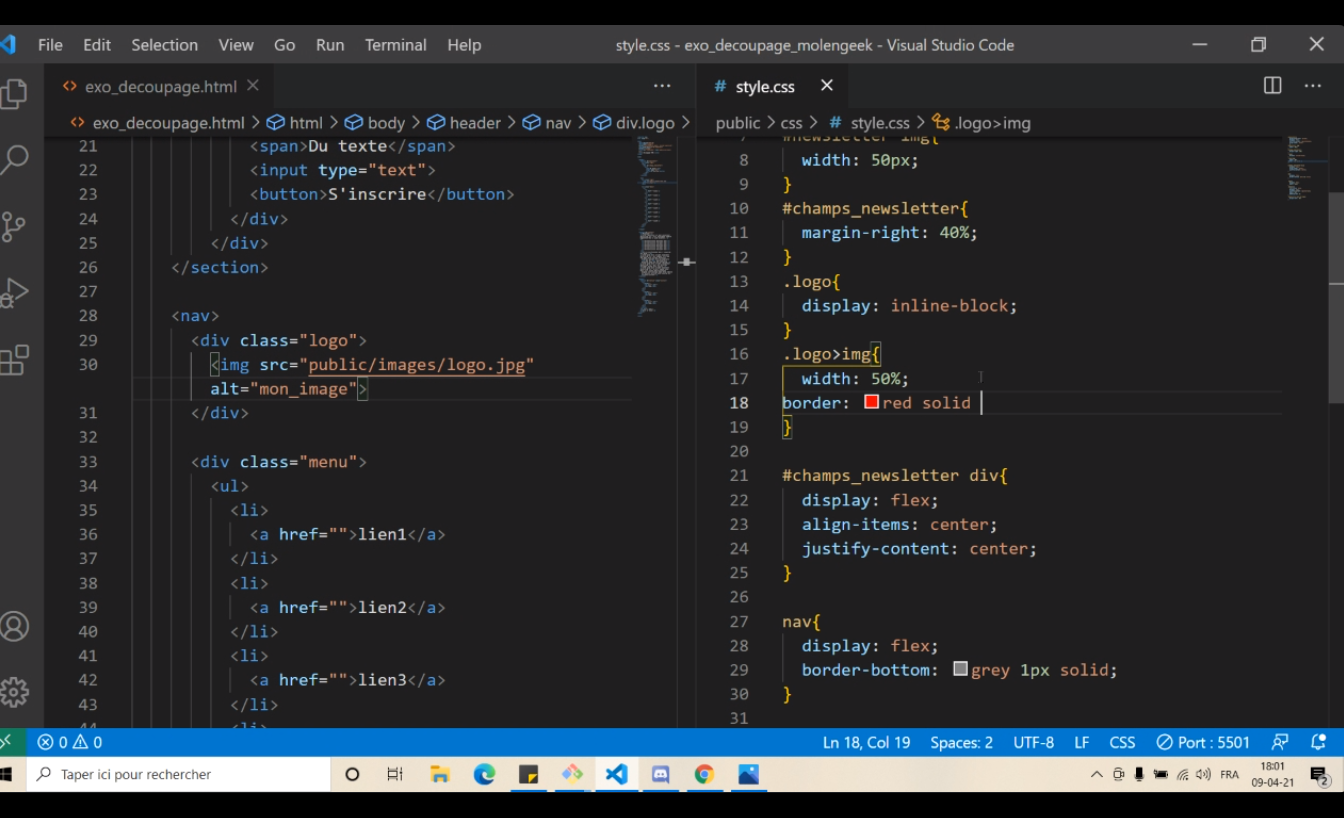 File Edit Selection View Go Run Terminal Help
style.css - exo_decoupage_molengeek - Visual Studio Code
exo_decoupage.html
exo_decoupage.html > html > body > header > nav > div.logo >
21 <span>Du texte</span>
22 <input type="text">
23 <button>S'inscrire</button>
24 </div>
25 </div>
26 </section>
27
28 <nav>
29 <div class="logo">
30 <img src="public/images/logo.jpg"
alt="mon_image">
31 </div>
32
33 <div class="menu">
34 <ul>
35 <li>
36 <a href="">lien1</a>
37 </li>
38 <li>
39 <a href="">lien2</a>
40 </li>
41 <li>
42 <a href="">lien3</a>
43 </li>
44 <li>
# style.css
public > css > # style.css > .logo>img
#newsletter img{
8 width: 50px;
9 }
10 #champs_newsletter{
11 margin-right: 40%;
12 }
13 .logo{
14 display: inline-block;
15 }
16 .logo>img{
17 width: 50%;
18 border: red solid
19 }
20
21 #champs_newsletter div{
22 display: flex;
23 align-items: center;
24 justify-content: center;
25 }
26
27 nav{
28 display: flex;
29 border-bottom: grey 1px solid;
30 }
31
0 0
Ln 18, Col 19 Spaces: 2 UTF-8 LF CSS Port : 5501
Taper ici pour rechercher
FRA
18:01
09-04-21
2